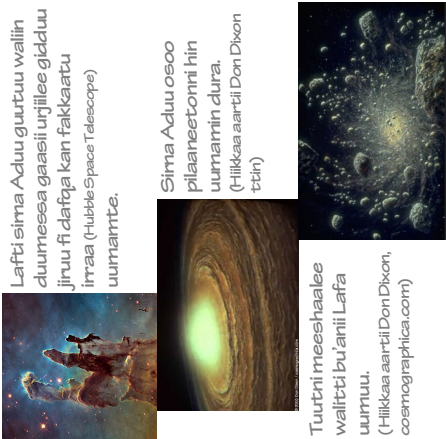 Lafti sirna Aduu guutuu waliin
duumessa gaasii urjiilee gidduu
jiruu fi dafqa kan fakkaatu
irraa (Hubble Space Telescope)
uumamte.
Sirna Aduu osoo
pilaaneetonni hin
uumamin dura.
(Hiikkaa aartii Don Dixon
ttin)
Tuutni meeshaalee
walitti bu'anii Lafa
uumuu.
( Hiikkaa aartii Don Dixon,
cosmographica.com)